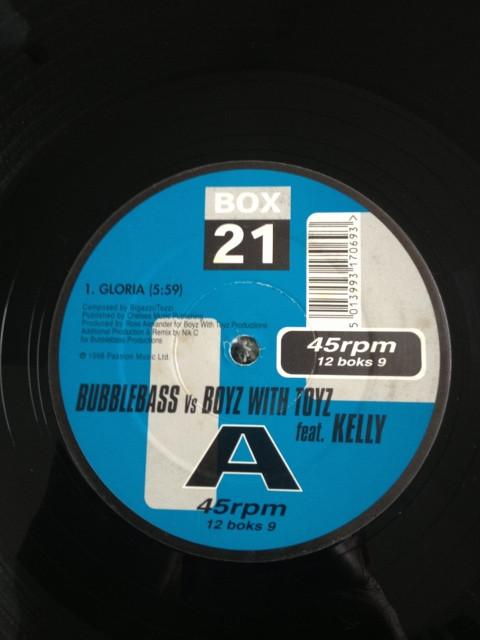 BOX
21
1. GLORIA (5:59)
Composed by Bigazzi/Tozzi
Published by Chelsea Music Publishing
Produced by Ross Alexander for Boyz With Toyz Productions
Additional Production & Remix by N/A C
for Bubblebass Productions
℗ 1998 Passion Music Ltd
5 013993 170693 >
45rpm
12 boks 9
BUBBLEBASS Vs BOYZ WITH TOYZ
feat. KELLY
A
45rpm
12 boks 9